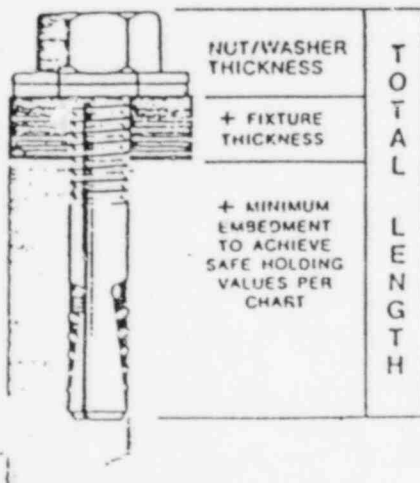 NUT/WASHER
THICKNESS
+ FIXTURE
THICKNESS
+ MINIMUM
EMBEDMENT
TO ACHIEVE
SAFE HOLDING
VALUES PER
CHART
TOTAL LENGTH